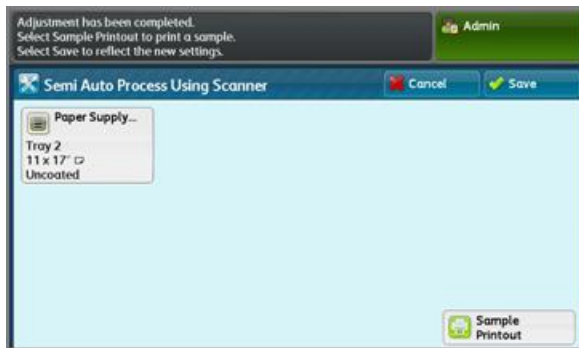 Adjustment has been completed.
Select Sample Printout to print a sample.
Select Save to reflect the new settings.
Admin
Semi Auto Process Using Scanner
Cancel
Save
Paper Supply...
Tray 2
11 x 17"
Uncoated
Sample
Printout